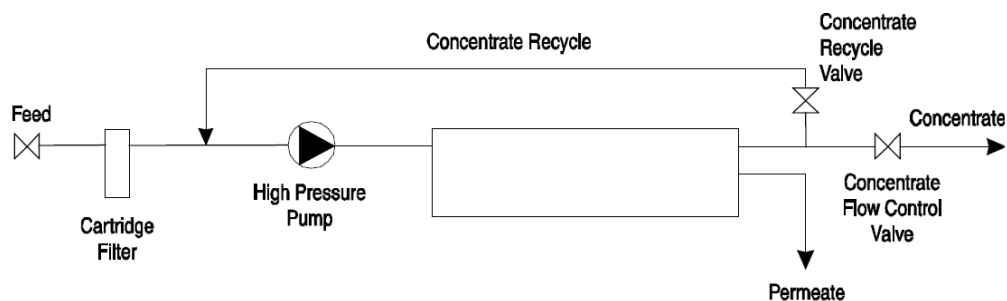 Concentrate
Recycle
Valve
Concentrate Recycle
Feed
Concentrate
High Pressure
Pump
Cartridge
Filter
Concentrate
Flow Control
Valve
Permeate